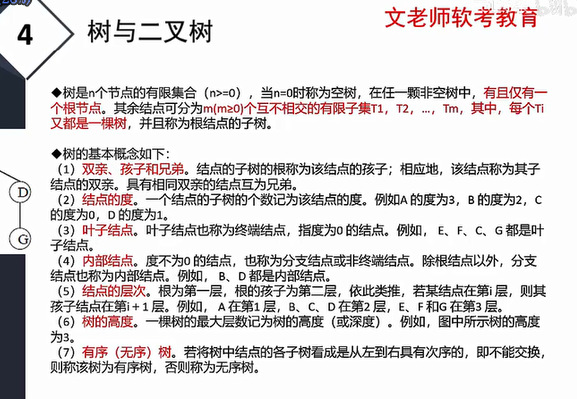 4
树与二叉树
文老师软考教育
◆树是n个节点的有限集合（n>=0），当n=0时称为空树，在任一颗非空树中，有且仅有一
个根节点。其余结点可分为m(m≥0)个互不相交的有限子集T1，T2，…，Tm，其中，每个Ti
又都是一棵树，并且称为根结点的子树。
◆树的基本概念如下：
（1）双亲、孩子和兄弟。结点的子树的根称为该结点的孩子；相应地，该结点称为其子
结点的双亲。具有相同双亲的结点互为兄弟。
（2）结点的度。一个结点的子树的个数记为该结点的度。例如A 的度为3，B 的度为2，C
的度为0，D 的度为1。
（3）叶子结点。叶子结点也称为终端结点，指度为0 的结点。例如， E、F、C、G 都是叶
子结点。
（4）内部结点。度不为0 的结点，也称为分支结点或非终端结点。除根结点以外，分支
结点也称为内部结点。例如， B、D 都是内部结点。
（5）结点的层次。根为第一层，根的孩子为第二层，依此类推，若某结点在第i 层，则其
孩子结点在第i＋1 层。例如， A 在第1 层，B、C、D 在第2 层，E、F 和G 在第3 层。
（6）树的高度。一棵树的最大层数记为树的高度（或深度）。例如，图中所示树的高度
为3。
（7）有序（无序）树。若将树中结点的各子树看成是从左到右具有次序的，即不能交换，
则称该树为有序树，否则称为无序树。
D
G